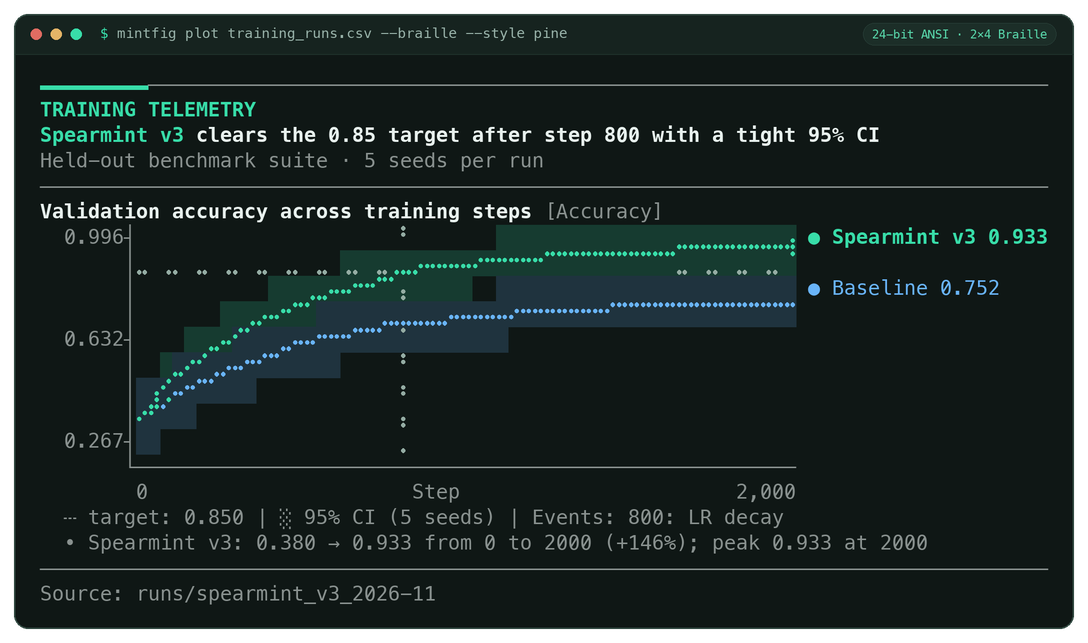 $ mintfig plot training_runs.csv --braille --style pine
24-bit ANSI · 2×4 Braille
TRAINING TELEMETRY
Spearmint v3 clears the 0.85 target after step 800 with a tight 95% CI
Held-out benchmark suite · 5 seeds per run
Validation accuracy across training steps [Accuracy]
0.996
Spearmint v3 0.933
Baseline 0.752
0.632
0.267
0 Step 2,000
-- target: 0.850 | ░ 95% CI (5 seeds) | Events: 800: LR decay
• Spearmint v3: 0.380 → 0.933 from 0 to 2000 (+146%); peak 0.933 at 2000
Source: runs/spearmint_v3_2026-11